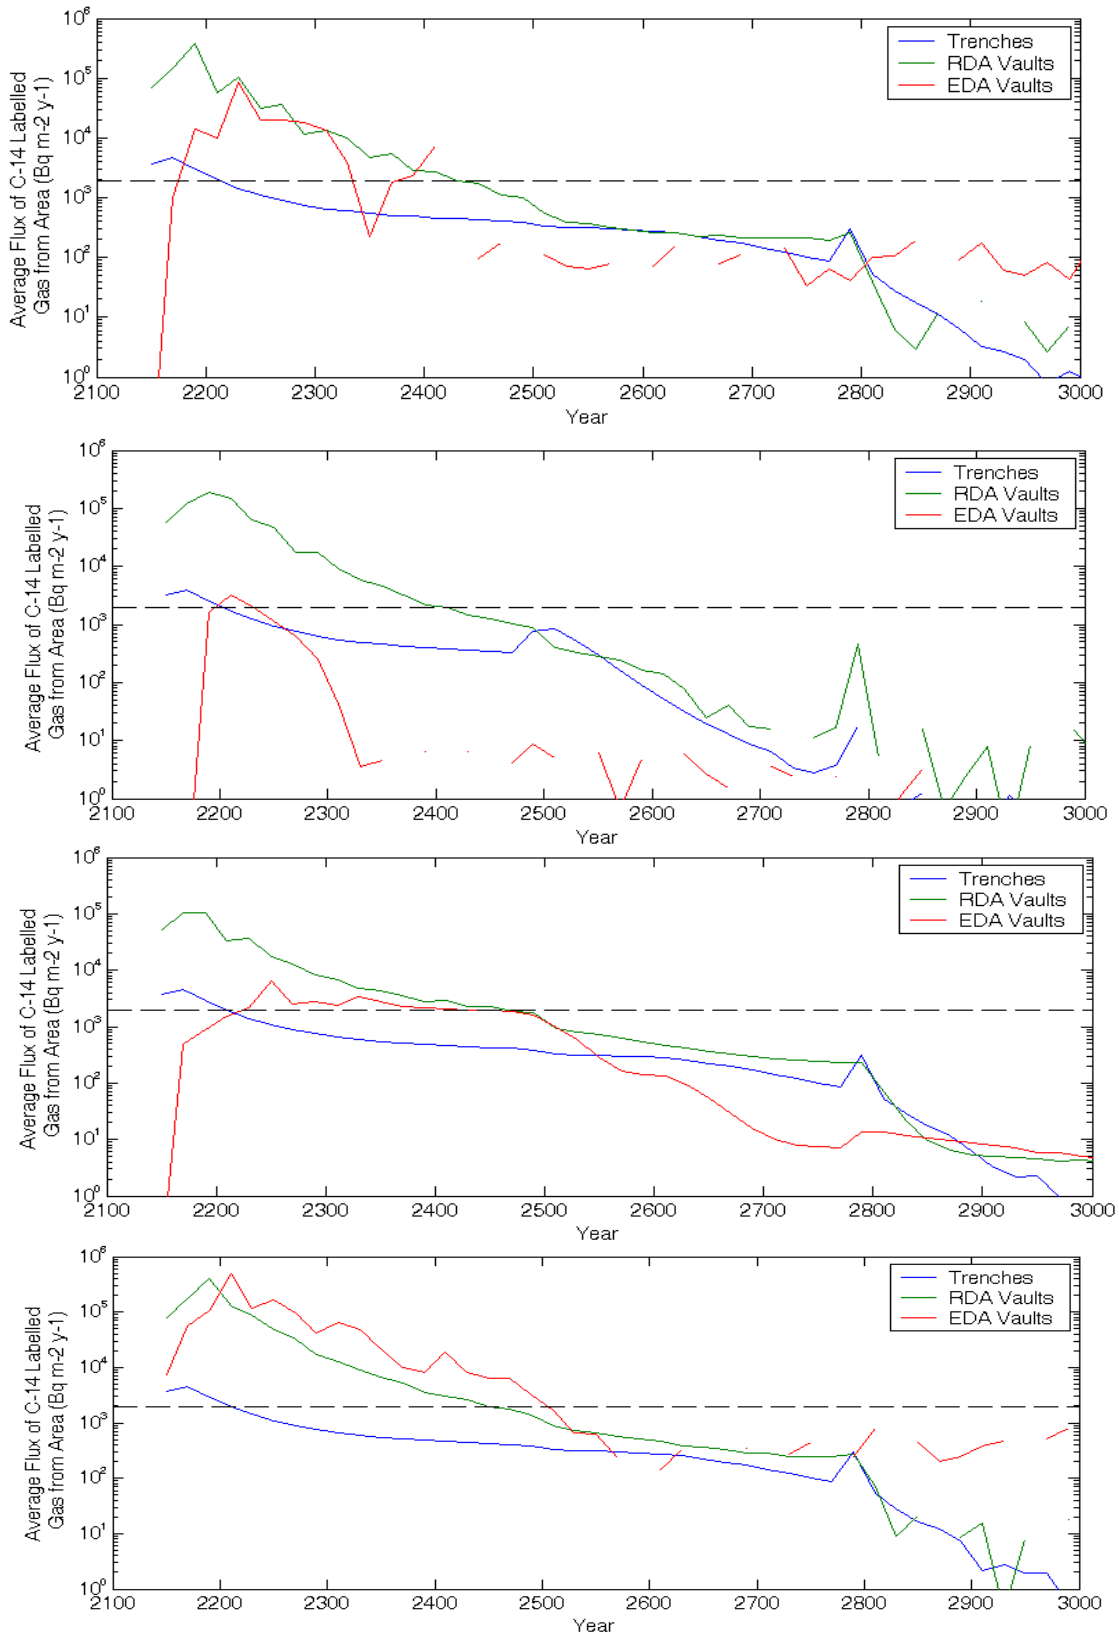 10^6
10^5
10^4
10^3
10^2
10^1
10^0
Average Flux of C-14 Labelled
Gas from Area (Bq m-2 y-1)
Trenches
RDA Vaults
EDA Vaults
2100 2200 2300 2400 2500 2600 2700 2800 2900 3000
Year
10^6
10^5
10^4
10^3
10^2
10^1
10^0
Average Flux of C-14 Labelled
Gas from Area (Bq m-2 y-1)
Trenches
RDA Vaults
EDA Vaults
2100 2200 2300 2400 2500 2600 2700 2800 2900 3000
Year
10^6
10^5
10^4
10^3
10^2
10^1
10^0
Average Flux of C-14 Labelled
Gas from Area (Bq m-2 y-1)
Trenches
RDA Vaults
EDA Vaults
2100 2200 2300 2400 2500 2600 2700 2800 2900 3000
Year
10^6
10^5
10^4
10^3
10^2
10^1
10^0
Average Flux of C-14 Labelled
Gas from Area (Bq m-2 y-1)
Trenches
RDA Vaults
EDA Vaults
2100 2200 2300 2400 2500 2600 2700 2800 2900 3000
Year